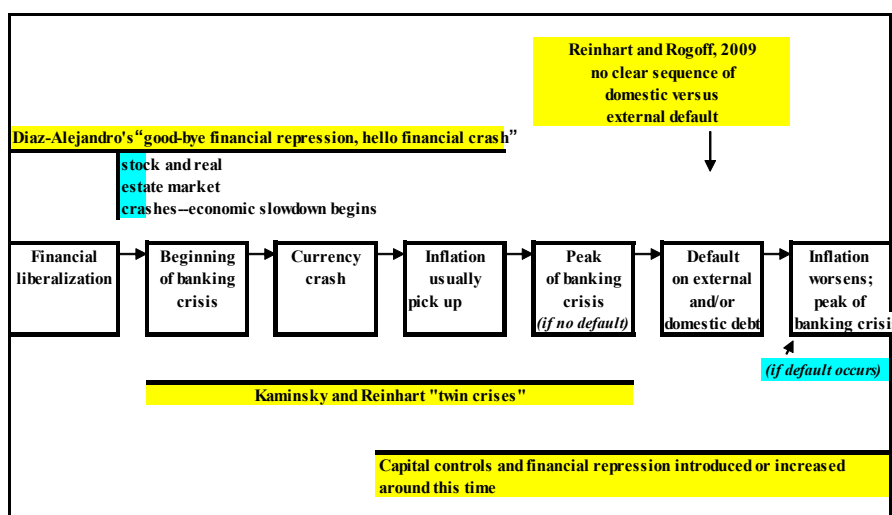 Reinhart and Rogoff, 2009
no clear sequence of
domestic versus
external default
Diaz-Alejandro's “good-bye financial repression, hello financial crash”
stock and real
estate market
crashes--economic slowdown begins
Financial
liberalization
Beginning
of banking
crisis
Currency
crash
Inflation
usually
pick up
Peak
of banking
crisis
(if no default)
Default
on external
and/or
domestic debt
Inflation
worsens;
peak of
banking crisi
(if default occurs)
Kaminsky and Reinhart "twin crises"
Capital controls and financial repression introduced or increased
around this time